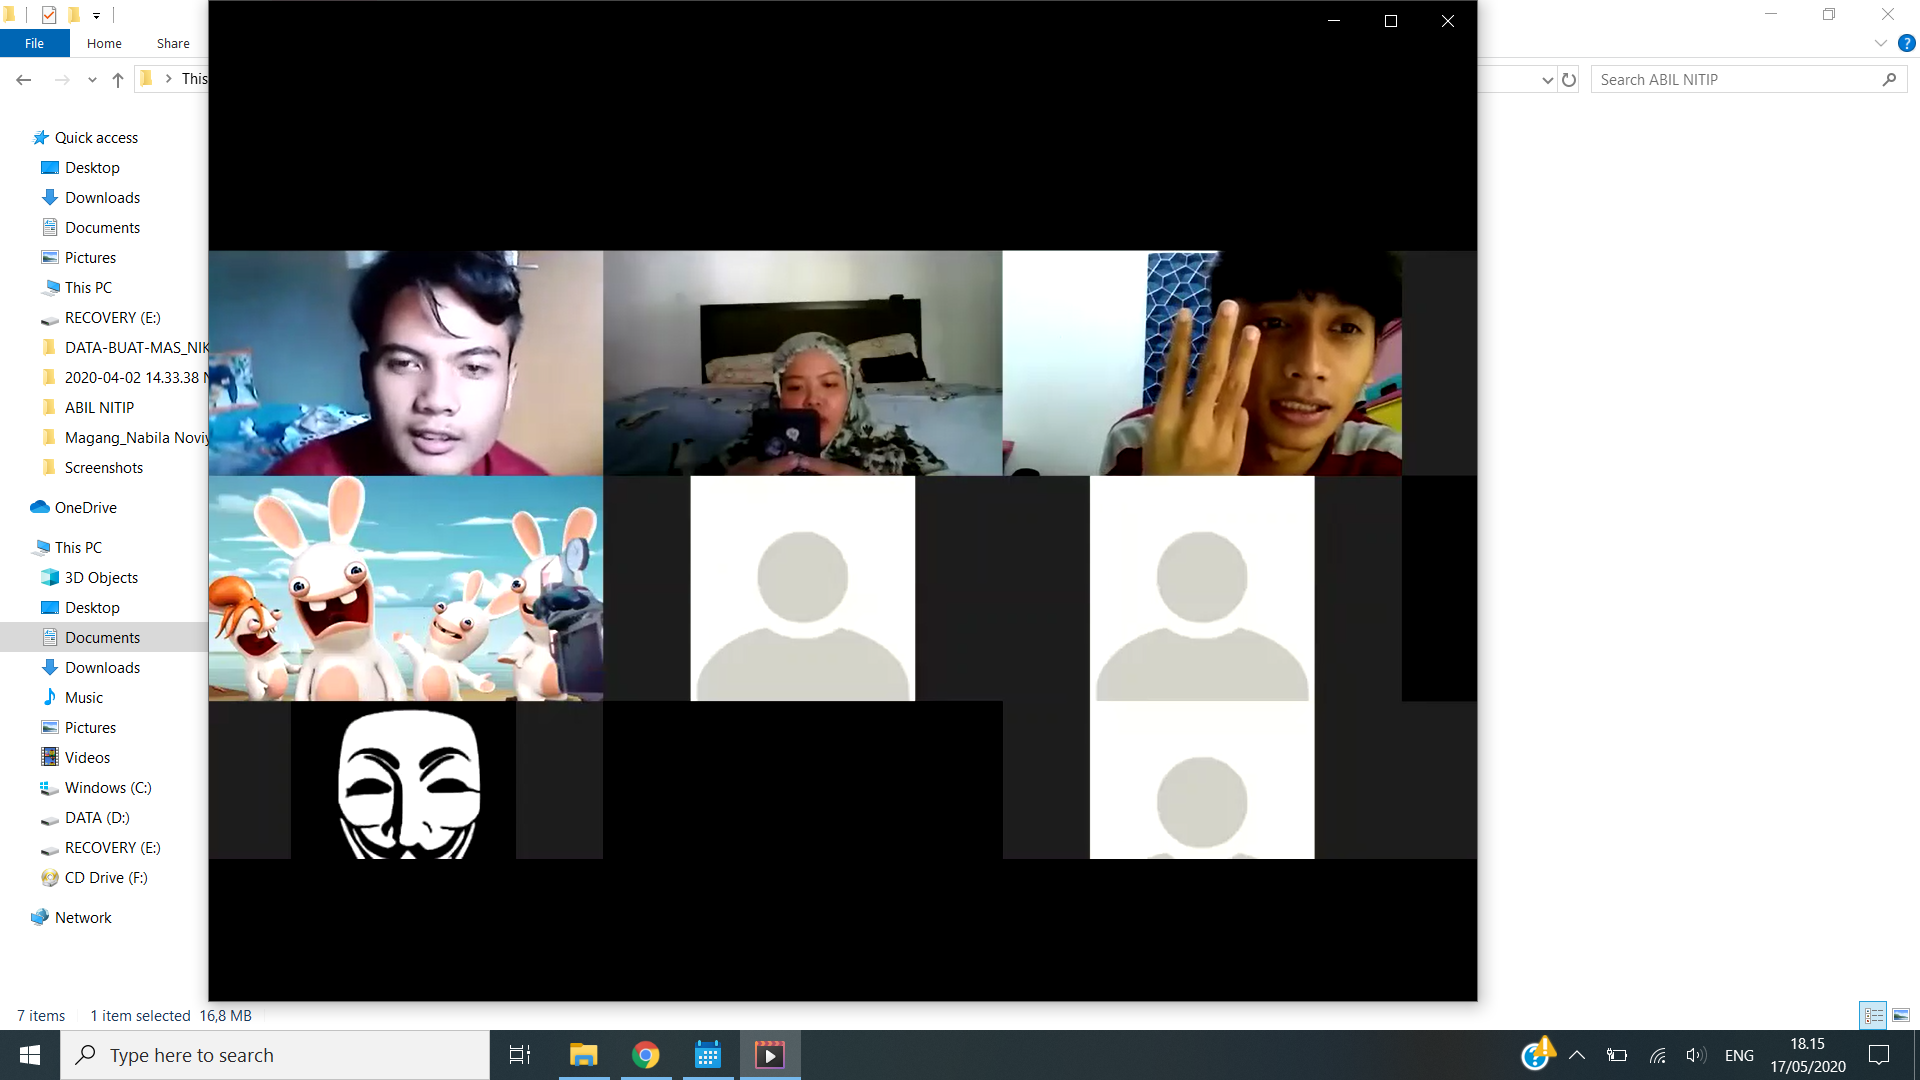 File
Home
Share
This
Search ABIL NITIP
Quick access
Desktop
Downloads
Documents
Pictures
This PC
RECOVERY (E:)
DATA-BUAT-MAS_NIK
2020-04-02 14.33.38 N
ABIL NITIP
Magang_Nabila Noviy
Screenshots
OneDrive
This PC
3D Objects
Desktop
Documents
Downloads
Music
Pictures
Videos
Windows (C:)
DATA (D:)
RECOVERY (E:)
CD Drive (F:)
Network
7 items 1 item selected 16,8 MB
Type here to search
ENG
18.15
17/05/2020